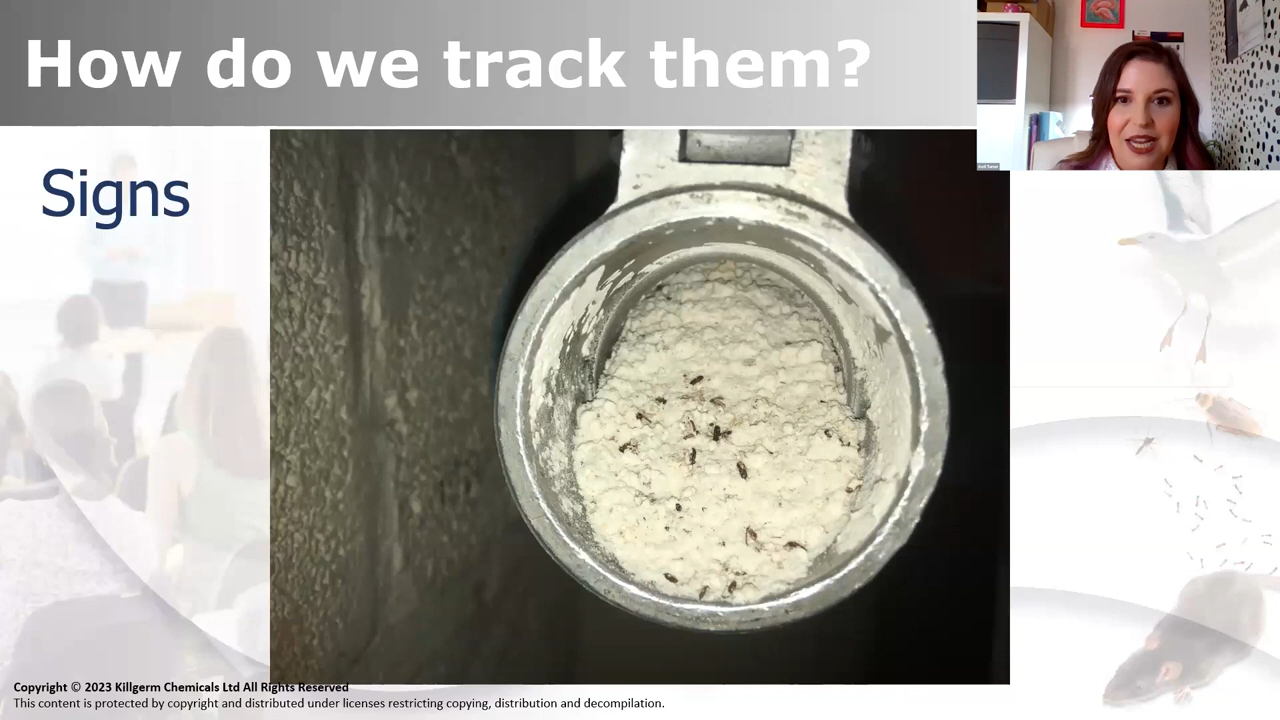 How do we track them?
Signs
Copyright © 2023 Killgerm Chemicals Ltd All Rights Reserved
This content is protected by copyright and distributed under licenses restricting copying, distribution and decompilation.